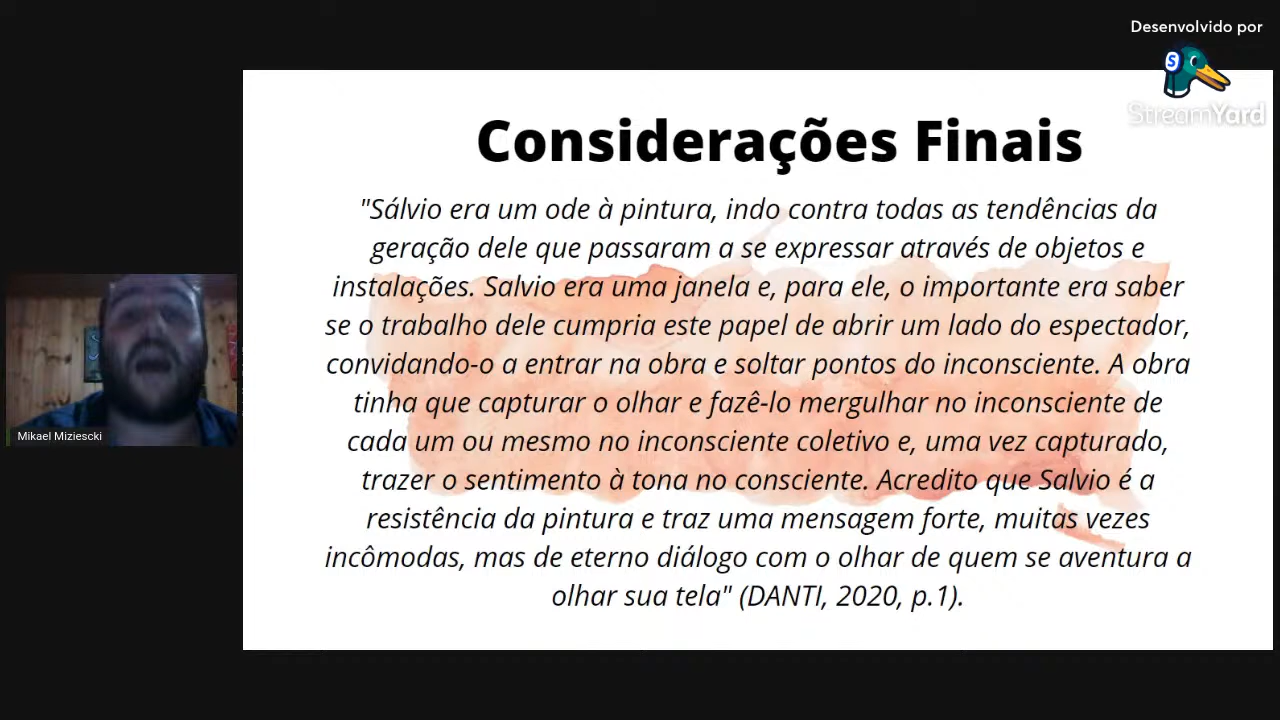 Desenvolvido por
S
StreamYard
Considerações Finais
"Sálvio era um ode à pintura, indo contra todas as tendências da
geração dele que passaram a se expressar através de objetos e
instalações. Salvio era uma janela e, para ele, o importante era saber
se o trabalho dele cumpria este papel de abrir um lado do espectador,
convidando-o a entrar na obra e soltar pontos do inconsciente. A obra
tinha que capturar o olhar e fazê-lo mergulhar no inconsciente de
cada um ou mesmo no inconsciente coletivo e, uma vez capturado,
trazer o sentimento à tona no consciente. Acredito que Salvio é a
resistência da pintura e traz uma mensagem forte, muitas vezes
incômodas, mas de eterno diálogo com o olhar de quem se aventura a
olhar sua tela" (DANTI, 2020, p.1).
Mikael Miziescki